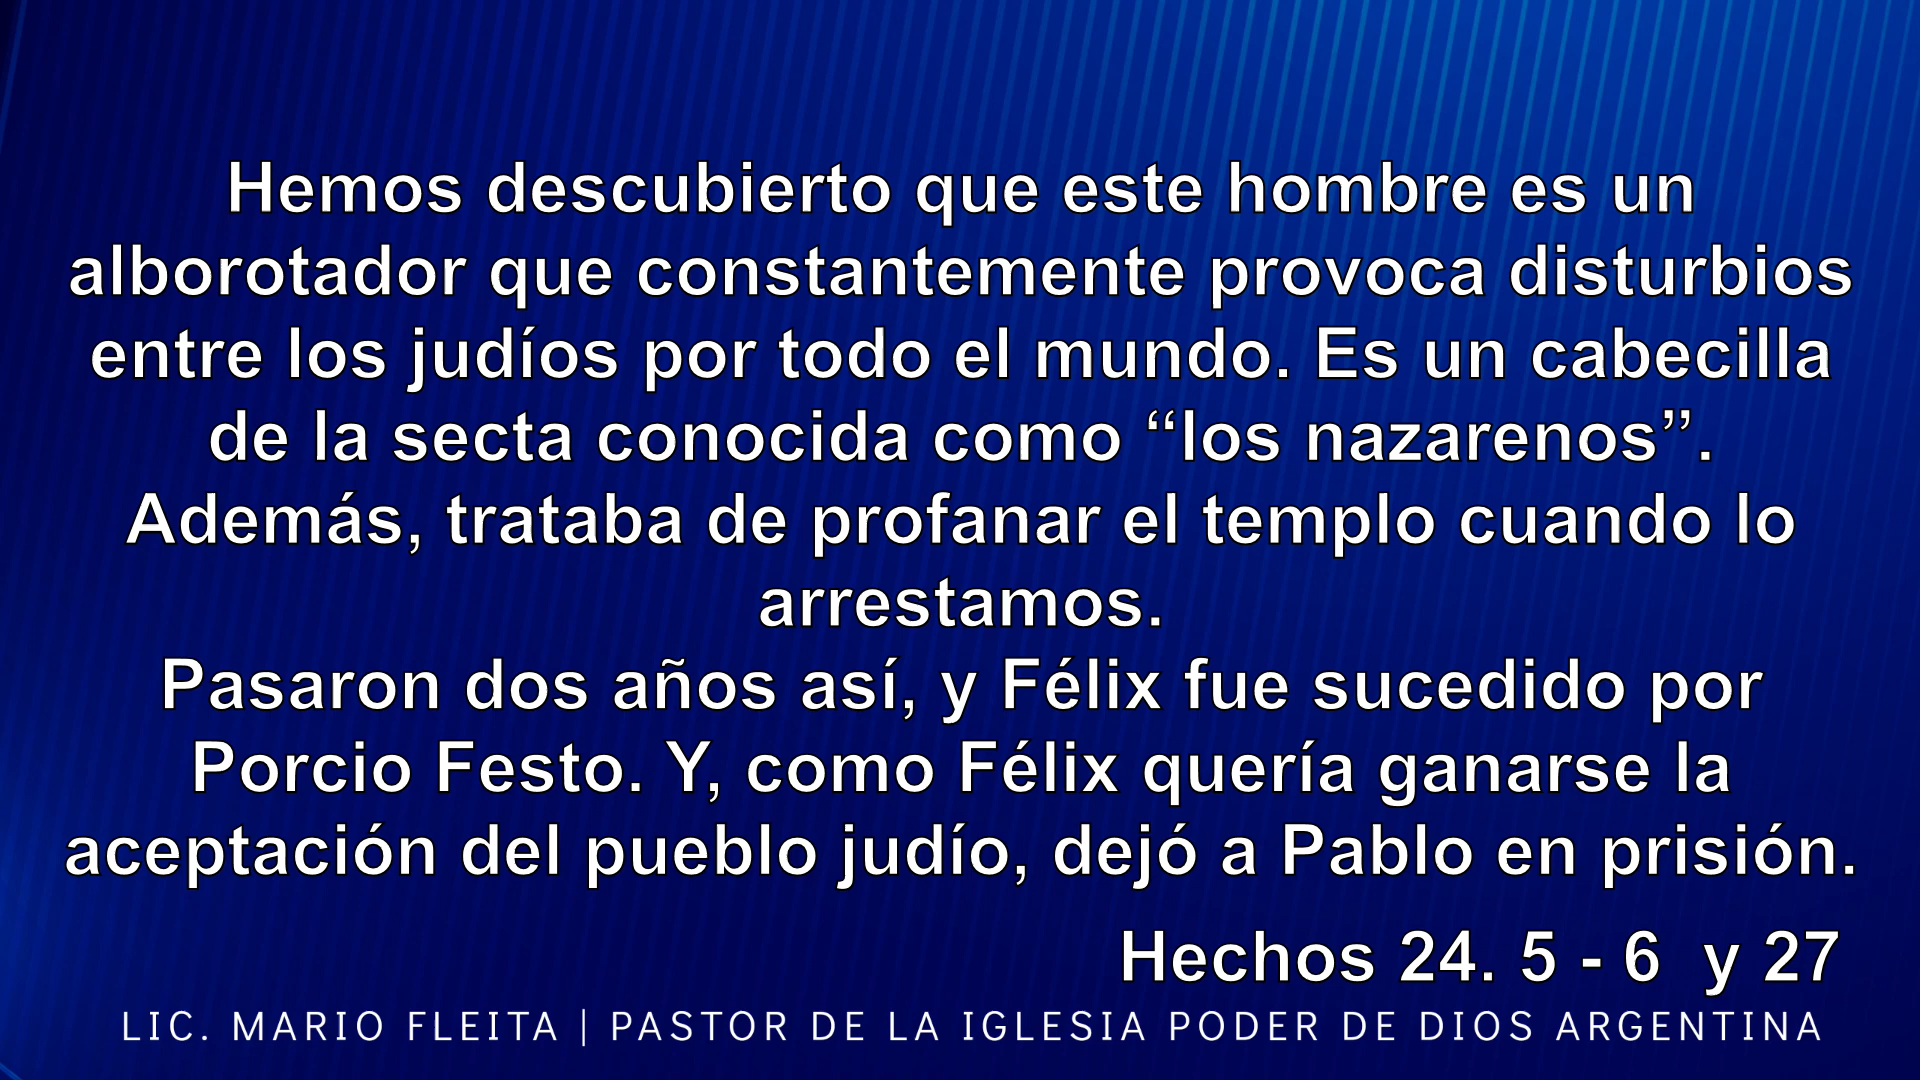 Hemos descubierto que este hombre es un
alborotador que constantemente provoca disturbios
entre los judíos por todo el mundo. Es un cabecilla
de la secta conocida como “los nazarenos”.
Además, trataba de profanar el templo cuando lo
arrestamos.
Pasaron dos años así, y Félix fue sucedido por
Porcio Festo. Y, como Félix quería ganarse la
aceptación del pueblo judío, dejó a Pablo en prisión.
Hechos 24. 5 - 6  y 27
LIC. MARIO FLEITA | PASTOR DE LA IGLESIA PODER DE DIOS ARGENTINA